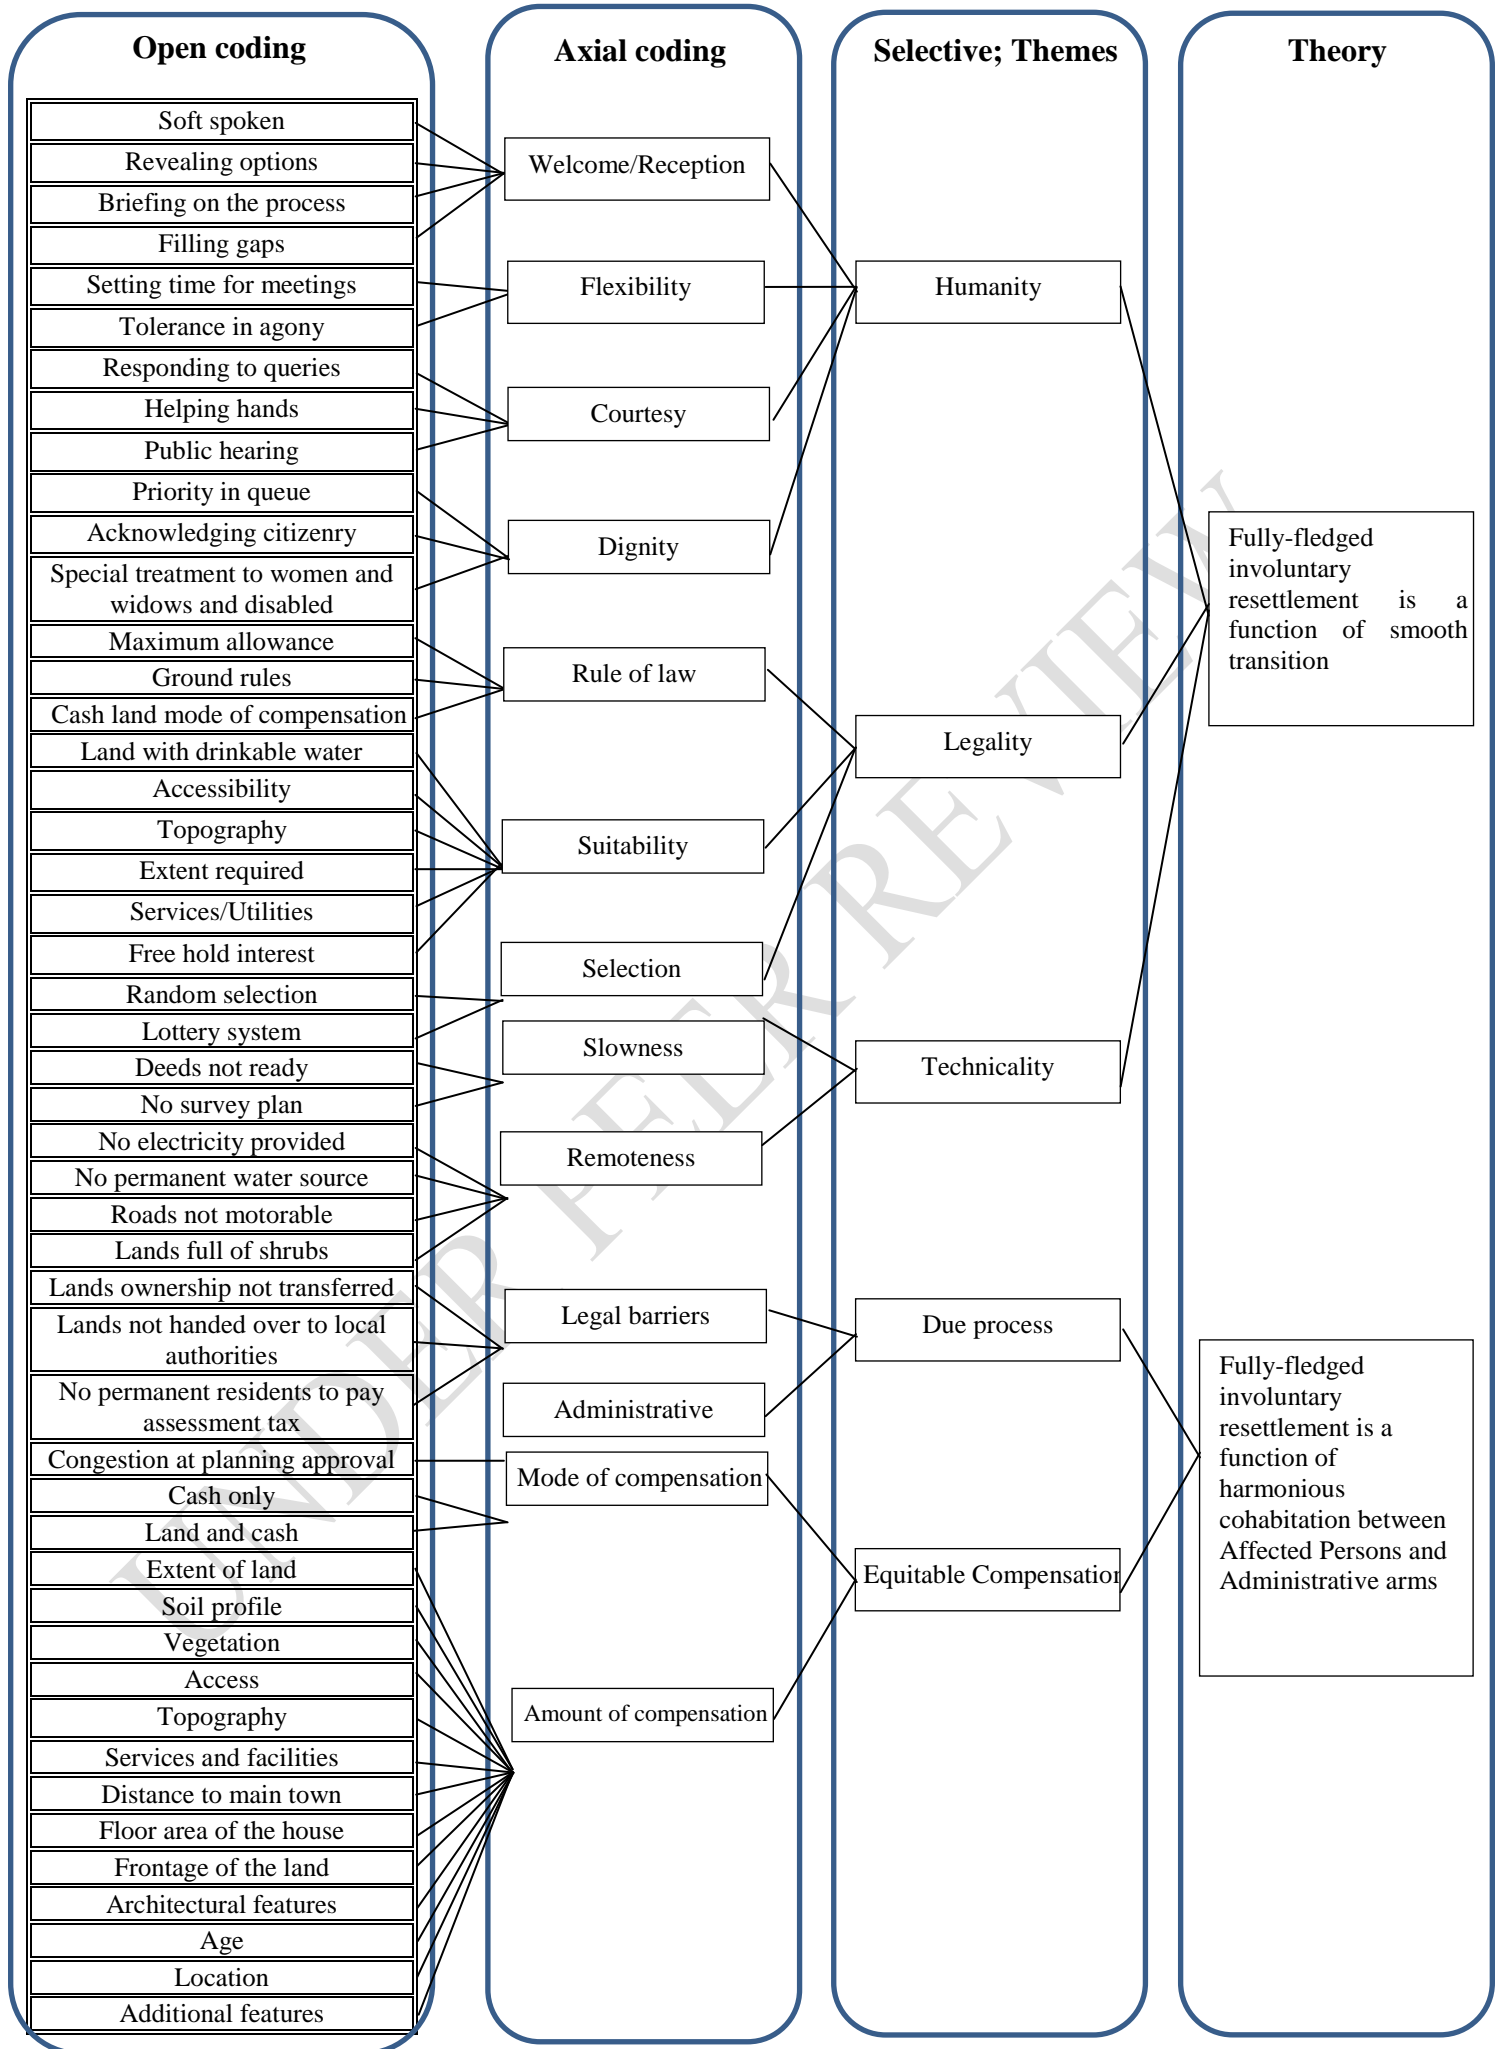 Open coding
Soft spoken
Revealing options
Briefing on the process
Filling gaps
Setting time for meetings
Tolerance in agony
Responding to queries
Helping hands
Public hearing
Priority in queue
Acknowledging citizenry
Special treatment to women and
widows and disabled
Maximum allowance
Ground rules
Cash land mode of compensation
Land with drinkable water
Accessibility
Topography
Extent required
Services/Utilities
Free hold interest
Random selection
Lottery system
Deeds not ready
No survey plan
No electricity provided
No permanent water source
Roads not motorable
Lands full of shrubs
Lands ownership not transferred
Lands not handed over to local
authorities
No permanent residents to pay
assessment tax
Congestion at planning approval
Cash only
Land and cash
Extent of land
Soil profile
Vegetation
Access
Topography
Services and facilities
Distance to main town
Floor area of the house
Frontage of the land
Architectural features
Age
Location
Additional features
Axial coding
Welcome/Reception
Flexibility
Courtesy
Dignity
Rule of law
Suitability
Selection
Slowness
Remoteness
Legal barriers
Administrative
Mode of compensation
Amount of compensation
Selective; Themes
Humanity
Legality
Technicality
Due process
Equitable Compensation
Theory
Fully-fledged
involuntary
resettlement is a
function of smooth
transition
Fully-fledged
involuntary
resettlement is a
function of
harmonious
cohabitation between
Affected Persons and
Administrative arms
UNDER PEER REVIEW